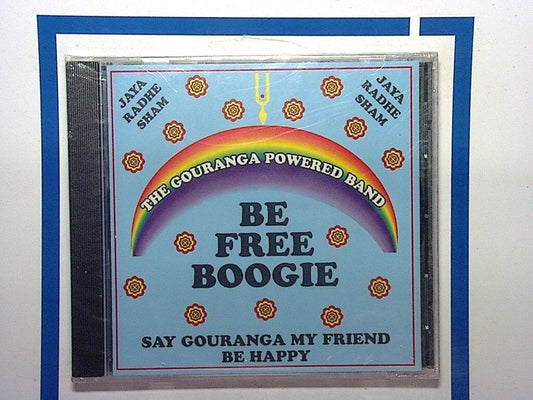 JAYA
RADHE
SHAM
JAYA
RADHE
SHAM
THE GOURANGA POWERED BAND
BE
FREE
BOOGIE
SAY GOURANGA MY FRIEND
BE HAPPY